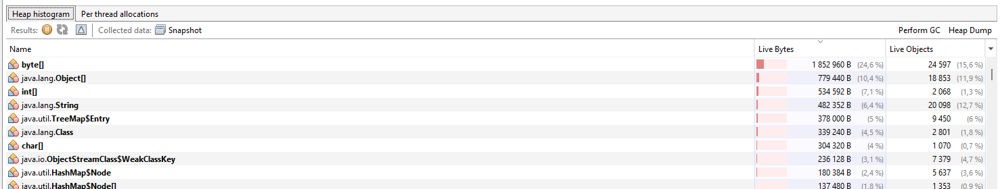 Heap histogram Per thread allocations
Results: Collected data: Snapshot Perform GC Heap Dump
Name Live Bytes Live Objects
byte[] 1 852 960 B (24,6 %) 24 597 (15,6 %)
java.lang.Object[] 779 440 B (10,4 %) 18 853 (11,9 %)
int[] 534 592 B (7,1 %) 2 068 (1,3 %)
java.lang.String 482 352 B (6,4 %) 20 098 (12,7 %)
java.util.TreeMap$Entry 378 000 B (5 %) 9 450 (6 %)
java.lang.Class 339 240 B (4,5 %) 2 801 (1,8 %)
char[] 304 320 B (4 %) 1 070 (0,7 %)
java.io.ObjectStreamClass$WeakClassKey 236 128 B (3,1 %) 7 379 (4,7 %)
java.util.HashMap$Node 180 384 B (2,4 %) 5 637 (3,6 %)
java.util.HashMap$Node[] 137 480 B (1,8 %) 1 353 (0,9 %)